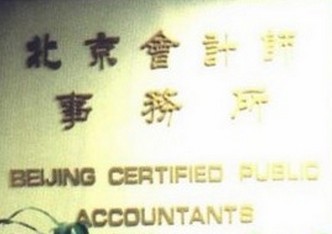 北京會計師
事務所
BEIJING CERTIFIED PUBLIC
ACCOUNTANTS